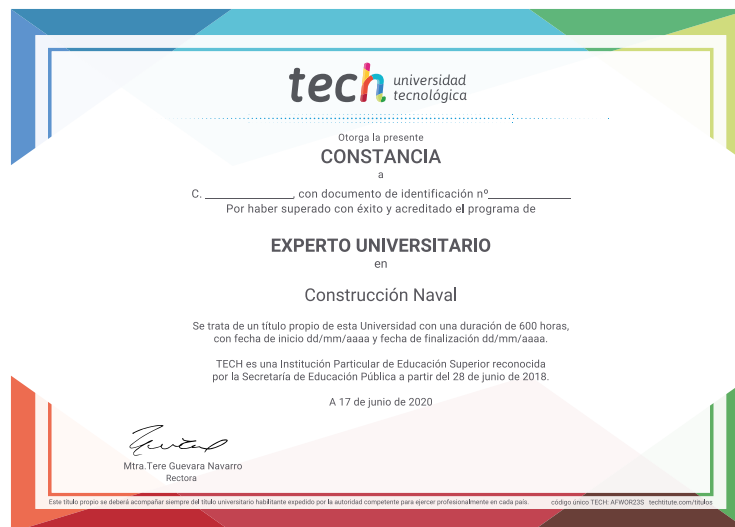 tech universidad
tecnológica
Otorga la presente
CONSTANCIA
a
C. ______________, con documento de identificación nº______________
Por haber superado con éxito y acreditado el programa de
EXPERTO UNIVERSITARIO
en
Construcción Naval
Se trata de un título propio de esta Universidad con una duración de 600 horas,
con fecha de inicio dd/mm/aaaa y fecha de finalización dd/mm/aaaa.
TECH es una Institución Particular de Educación Superior reconocida
por la Secretaría de Educación Pública a partir del 28 de junio de 2018.
A 17 de junio de 2020
Mtra.Tere Guevara Navarro
Rectora
Este título propio se deberá acompañar siempre del título universitario habilitante expedido por la autoridad competente para ejercer profesionalmente en cada país. código único TECH: AFWOR23S techtitute.com/títulos